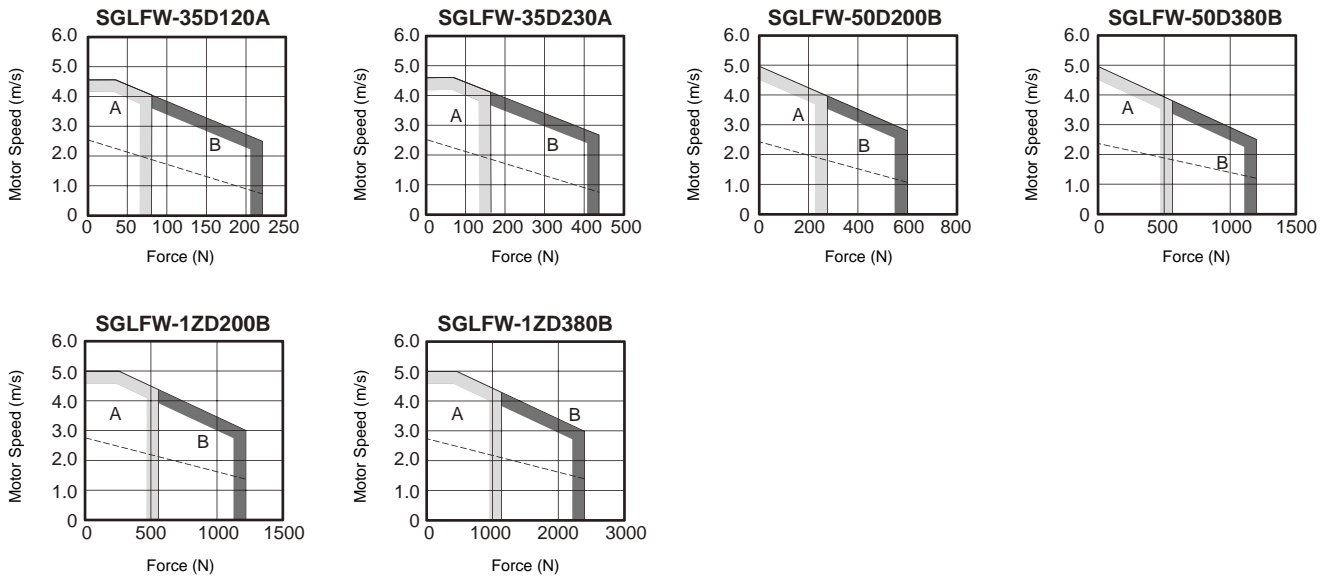 SGLFW-35D120A
SGLFW-35D230A
SGLFW-50D200B
SGLFW-50D380B
Motor Speed (m/s)
6.0
5.0
4.0
3.0
2.0
1.0
0
A
B
0 50 100 150 200 250
Force (N)
Motor Speed (m/s)
6.0
5.0
4.0
3.0
2.0
1.0
0
A
B
0 100 200 300 400 500
Force (N)
Motor Speed (m/s)
6.0
5.0
4.0
3.0
2.0
1.0
0
A
B
0 200 400 600 800
Force (N)
Motor Speed (m/s)
6.0
5.0
4.0
3.0
2.0
1.0
0
A
B
0 500 1000 1500
Force (N)
SGLFW-1ZD200B
SGLFW-1ZD380B
Motor Speed (m/s)
6.0
5.0
4.0
3.0
2.0
1.0
0
A
B
0 500 1000 1500
Force (N)
Motor Speed (m/s)
6.0
5.0
4.0
3.0
2.0
1.0
0
A
B
0 1000 2000 3000
Force (N)